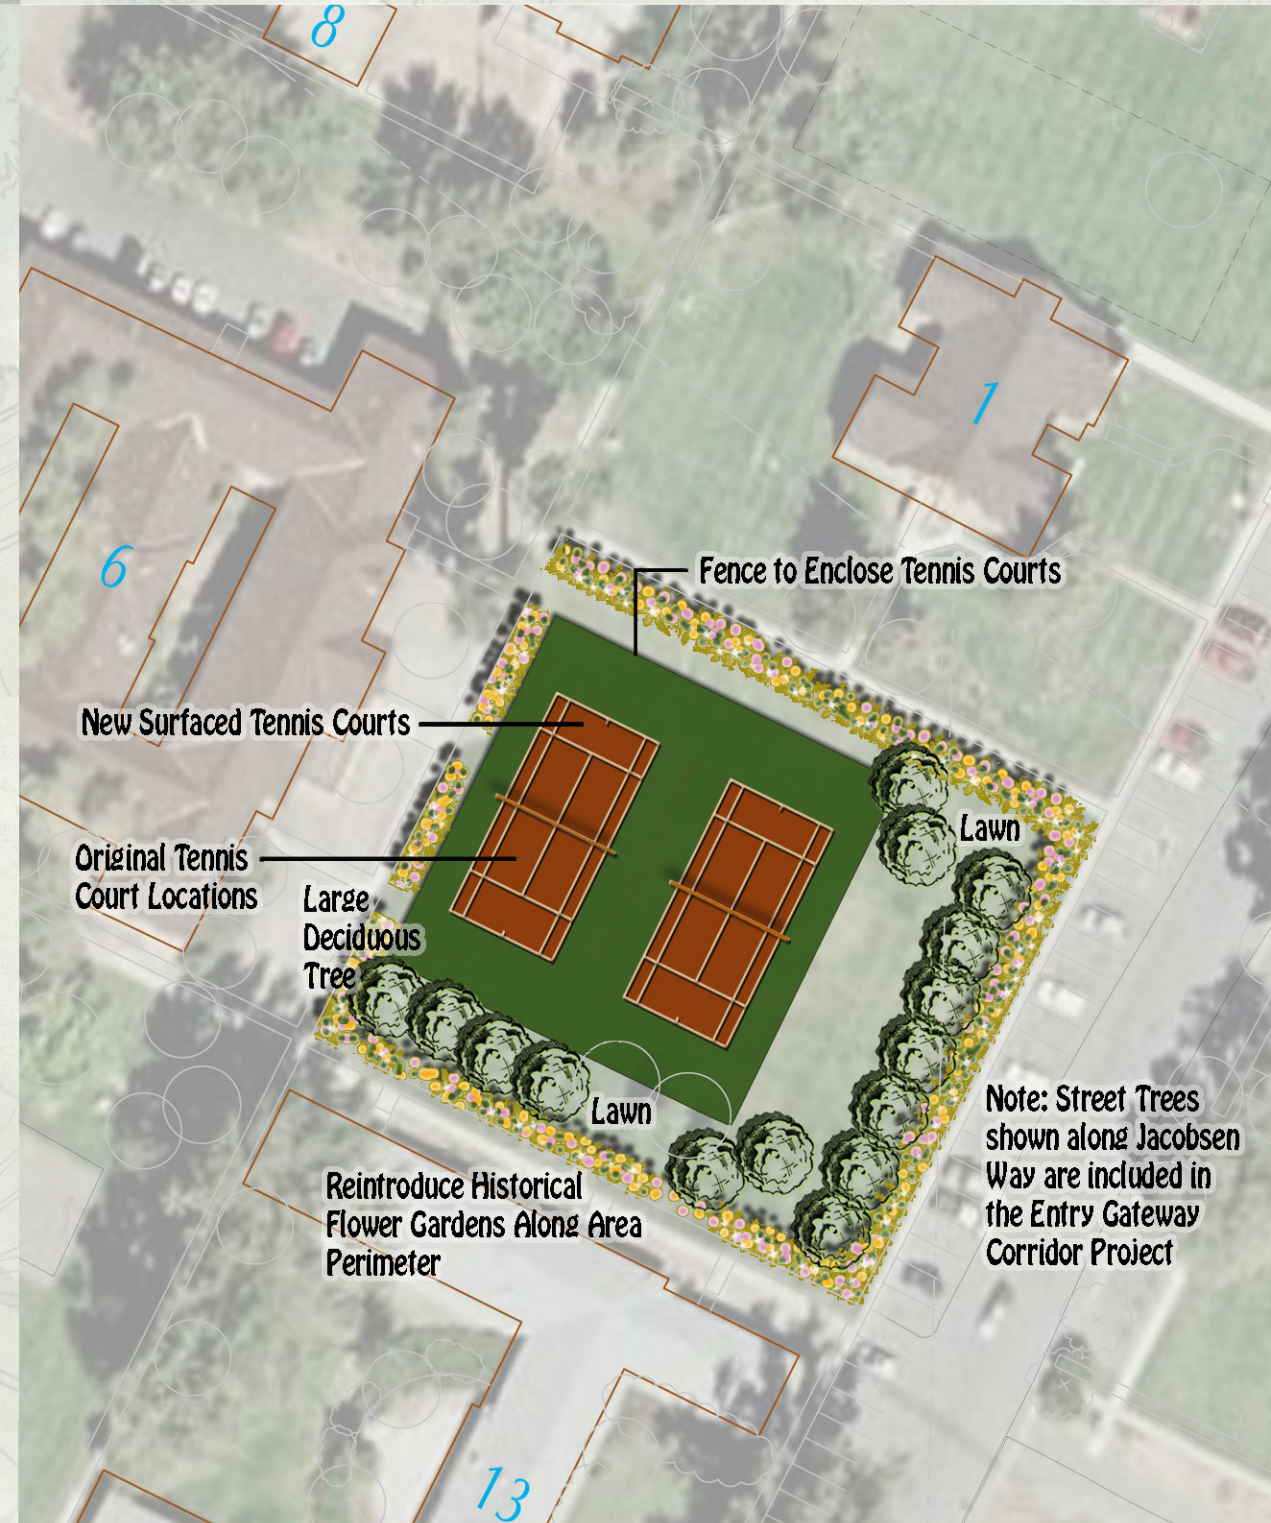 8
1
6
Fence to Enclose Tennis Courts
New Surfaced Tennis Courts
Lawn
Original Tennis
Court Locations
Large
Deciduous
Tree
Lawn
Note: Street Trees
shown along Jacobsen
Way are included in
the Entry Gateway
Corridor Project
Reintroduce Historical
Flower Gardens Along Area
Perimeter
13